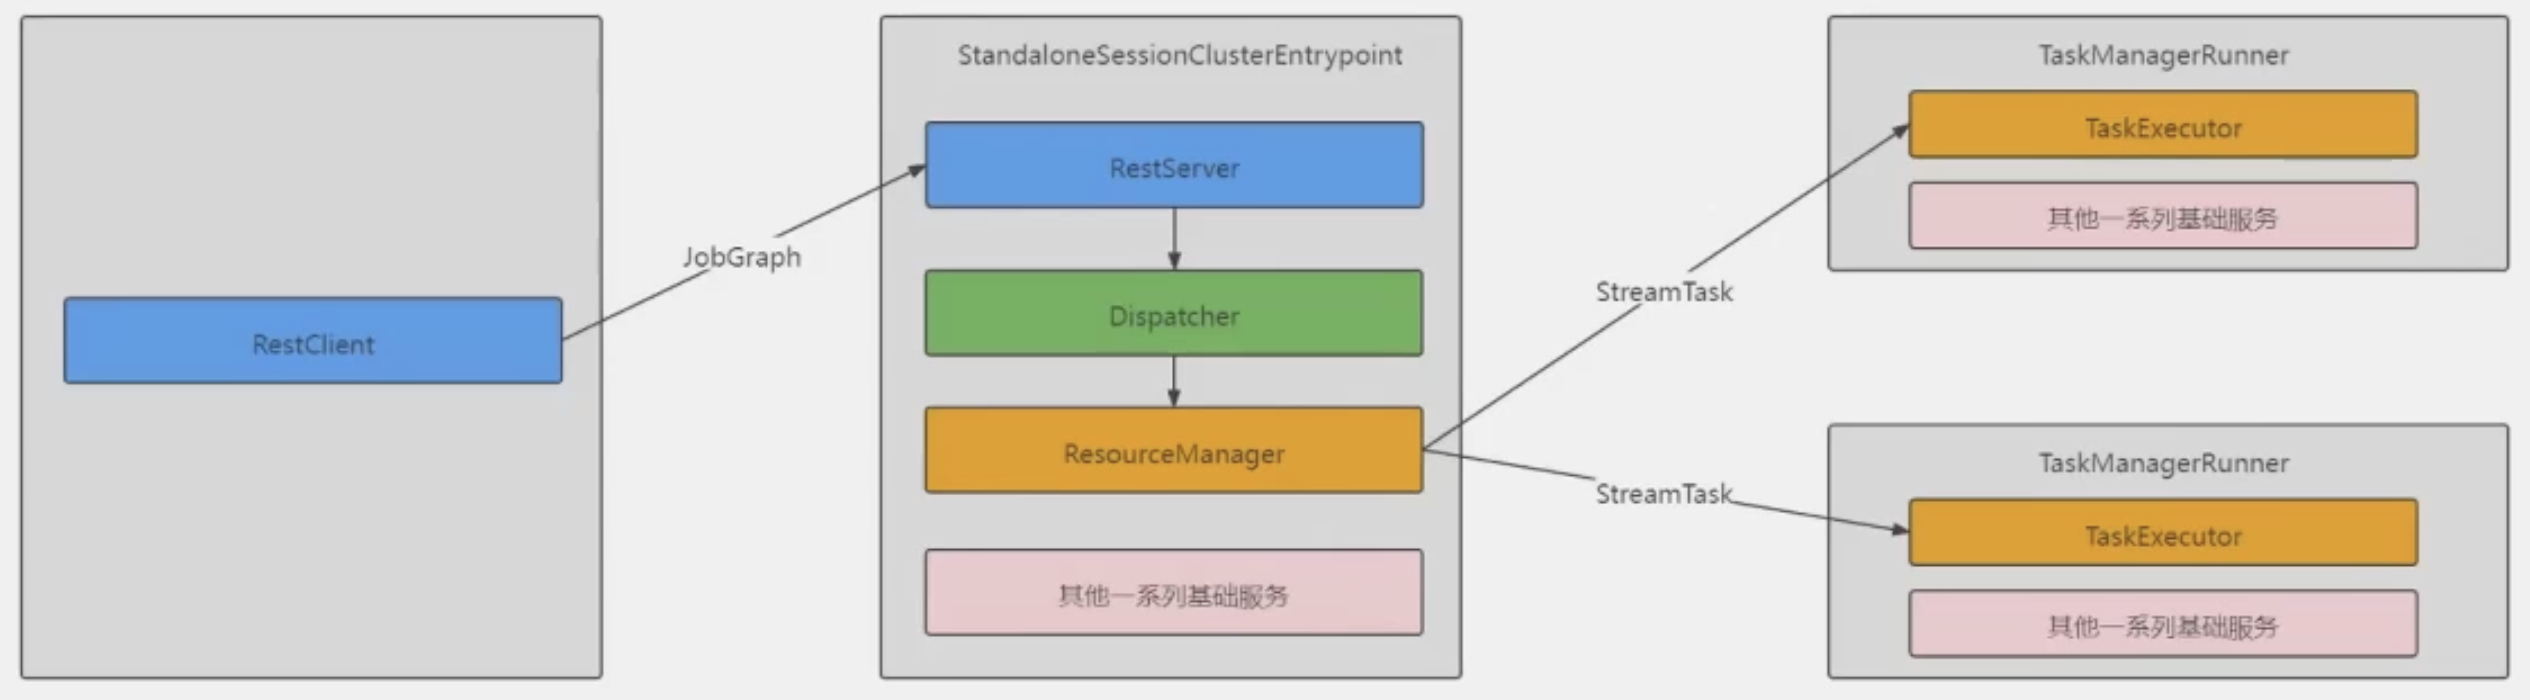 RestClient
JobGraph
StandaloneSessionClusterEntrypoint
RestServer
Dispatcher
ResourceManager
其他一系列基础服务
StreamTask
StreamTask
TaskManagerRunner
TaskExecutor
其他一系列基础服务
TaskManagerRunner
TaskExecutor
其他一系列基础服务